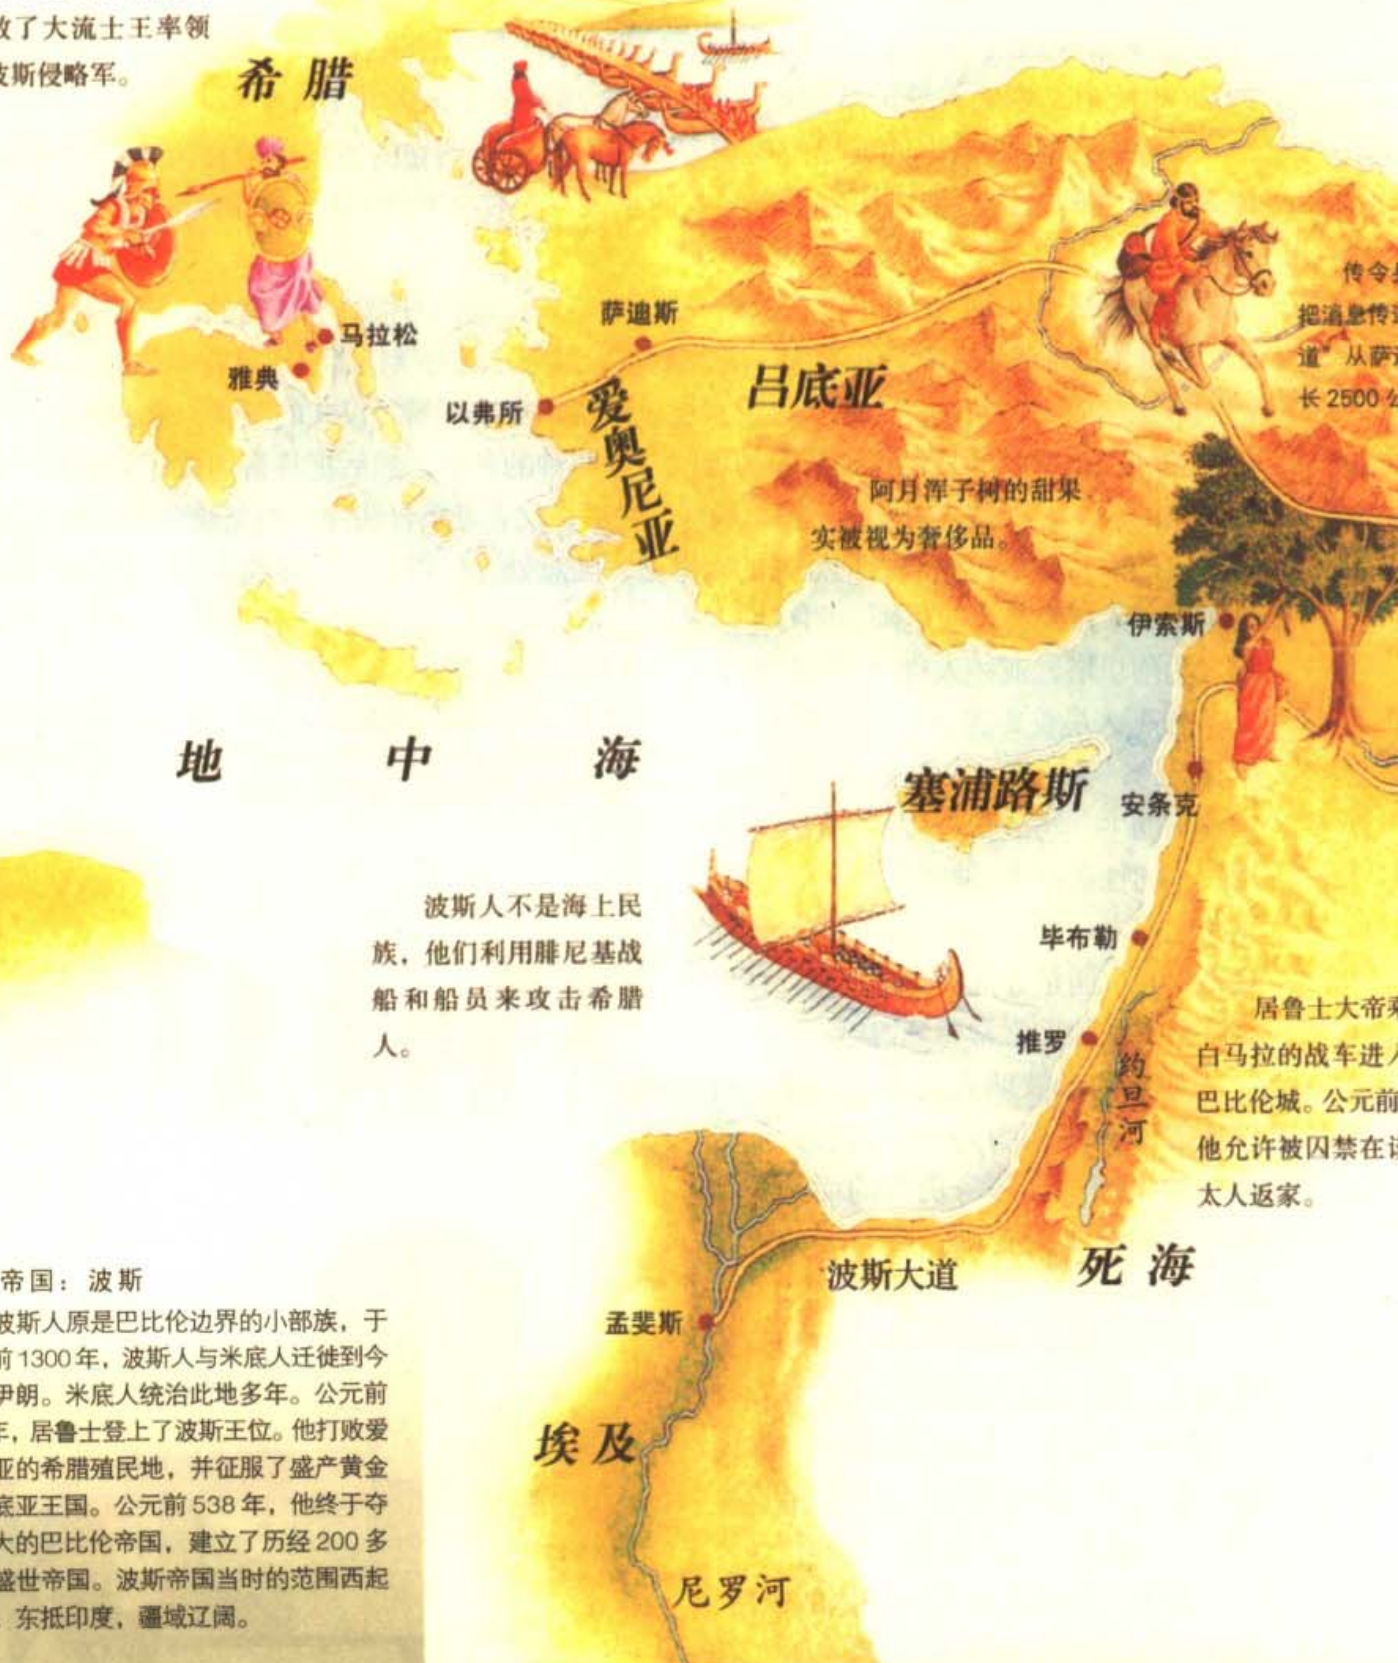 败了大流士王率领
波斯侵略军。
希腊
马拉松
雅典
萨迪斯
以弗所
爱奥尼亚
吕底亚
传令兵
把消息传递
道”从萨迪
长2500公
阿月浑子树的甜果
实被视为奢侈品。
伊索斯
地中海
塞浦路斯
安条克
波斯人不是海上民
族，他们利用腓尼基战
船和船员来攻击希腊
人。
毕布勒
推罗
约旦河
居鲁士大帝乘
白马拉的战车进入
巴比伦城。公元前
他允许被囚禁在该
太人返家。
死海
波斯大道
孟斐斯
埃及
尼罗河
帝国：波斯
波斯人原是巴比伦边界的小部族，于
前1300年，波斯人与米底人迁徙到今
伊朗。米底人统治此地多年。公元前
年，居鲁士登上了波斯王位。他打败爱
亚的希腊殖民地，并征服了盛产黄金
底亚王国。公元前538年，他终于夺
大的巴比伦帝国，建立了历经200多
盛世帝国。波斯帝国当时的范围西起
，东抵印度，疆域辽阔。